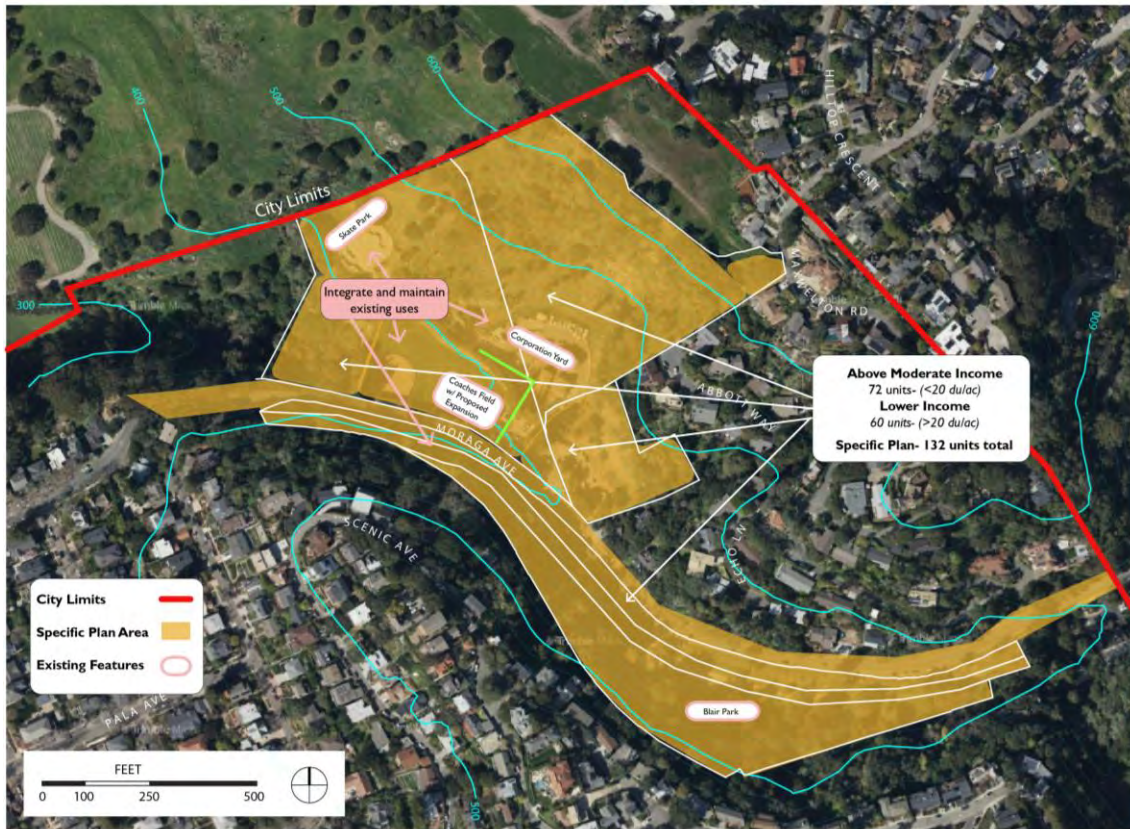 600
500
400
HILLTOP CRESCENT
City Limits
Skate Park
300
Integrate and maintain
existing uses
Corporation Yard
Coaches Field
w/ Proposed
Expansion
MORAGA AVE
ABBOTT WAY
600
Above Moderate Income
72 units- (<20 du/ac)
Lower Income
60 units- (>20 du/ac)
Specific Plan- 132 units total
SCENIC AVE
ECHO LN
City Limits
Specific Plan Area
Existing Features
Blair Park
PALA AVE
FEET
0 100 250 500
500